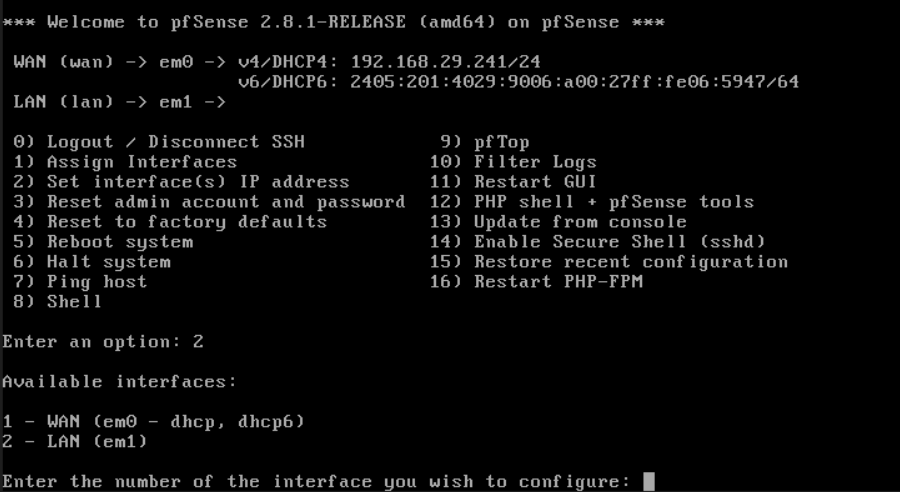 *** Welcome to pfSense 2.8.1-RELEASE (amd64) on pfSense ***
WAN (wan) -> em0 -> v4/DHCP4: 192.168.29.241/24
v6/DHCP6: 2405:201:4029:9006:a00:27ff:fe06:5947/64
LAN (lan) -> em1 ->
0) Logout / Disconnect SSH 9) pfTop
1) Assign Interfaces 10) Filter Logs
2) Set interface(s) IP address 11) Restart GUI
3) Reset admin account and password 12) PHP shell + pfSense tools
4) Reset to factory defaults 13) Update from console
5) Reboot system 14) Enable Secure Shell (sshd)
6) Halt system 15) Restore recent configuration
7) Ping host 16) Restart PHP-FPM
8) Shell
Enter an option: 2
Available interfaces:
1 - WAN (em0 - dhcp, dhcp6)
2 - LAN (em1)
Enter the number of the interface you wish to configure: